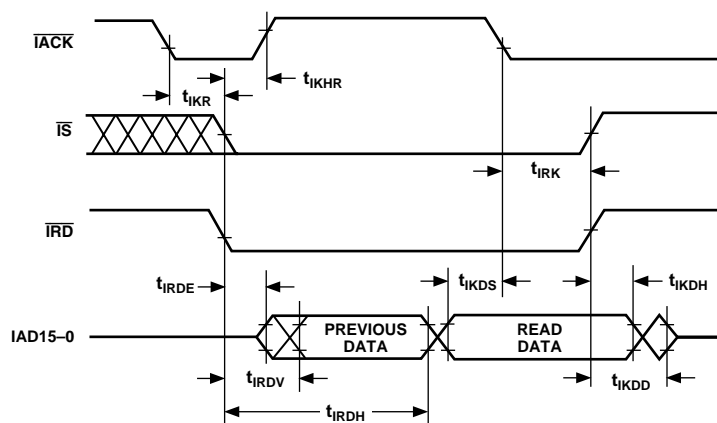 IACK
tIKHR
tIKR
IS
tIRK
IRD
tIRDE
tIKDS
tIKDH
IAD15–0
PREVIOUS
DATA
READ
DATA
tIRDV
tIKDD
tIRDH